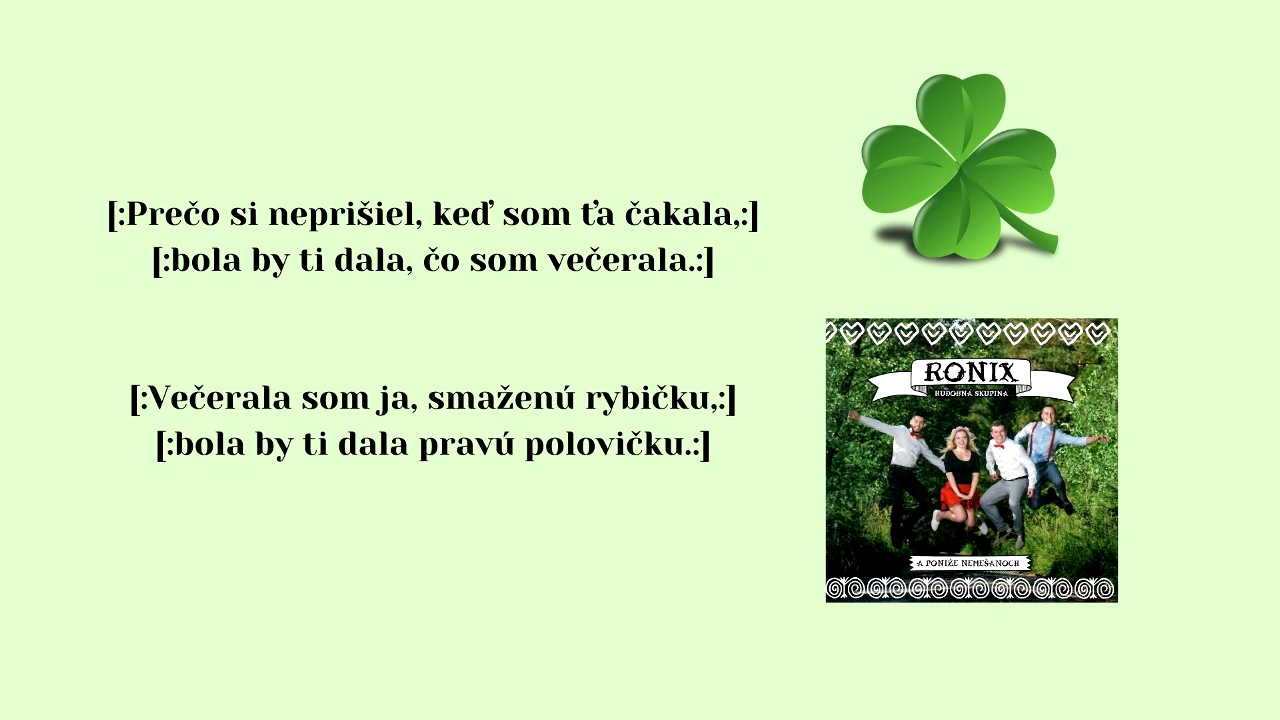 [:Prečo si neprišiel, keď som ťa čakala,:]
[:bola by ti dala, čo som večerala.:]
[:Večerala som ja, smaženú rybičku,:]
[:bola by ti dala pravú polovičku.:]
RONIX
HUDOBNÁ SKUPINA
A PONIŽE NEMEŠANOCH